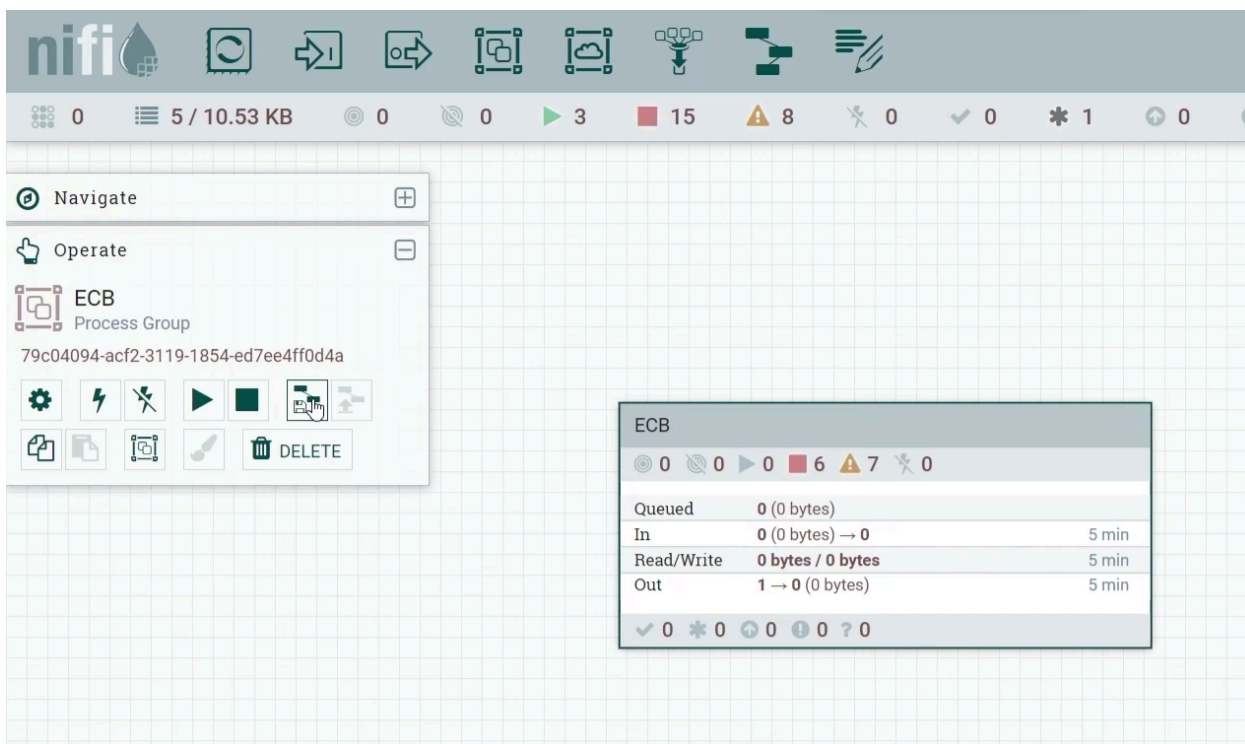 nifi
0 5 / 10.53 KB 0 0 3 15 8 0 0 1 0
Navigate
Operate
ECB
Process Group
79c04094-acf2-3119-1854-ed7ee4ff0d4a
DELETE
ECB
0 0 0 6 7 0
Queued 0 (0 bytes)
In 0 (0 bytes) → 0 5 min
Read/Write 0 bytes / 0 bytes 5 min
Out 1 → 0 (0 bytes) 5 min
0 0 0 0 ? 0